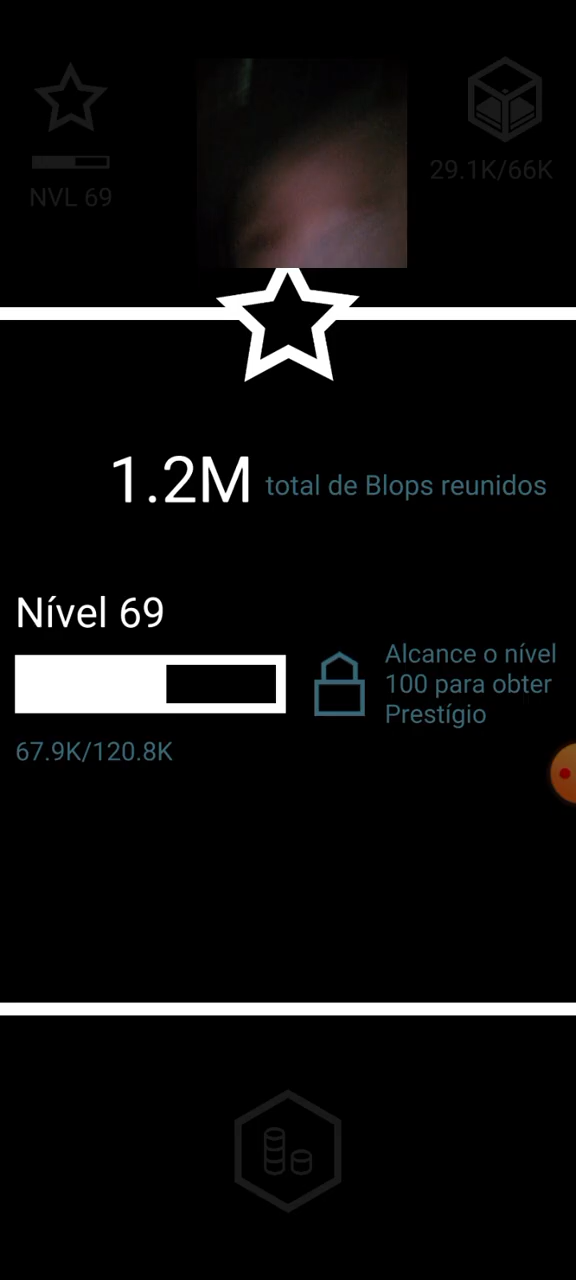 NVL 69
29.1K/66K
1.2M total de Blops reunidos
Nível 69
Alcance o nível
100 para obter
Prestígio
67.9K/120.8K